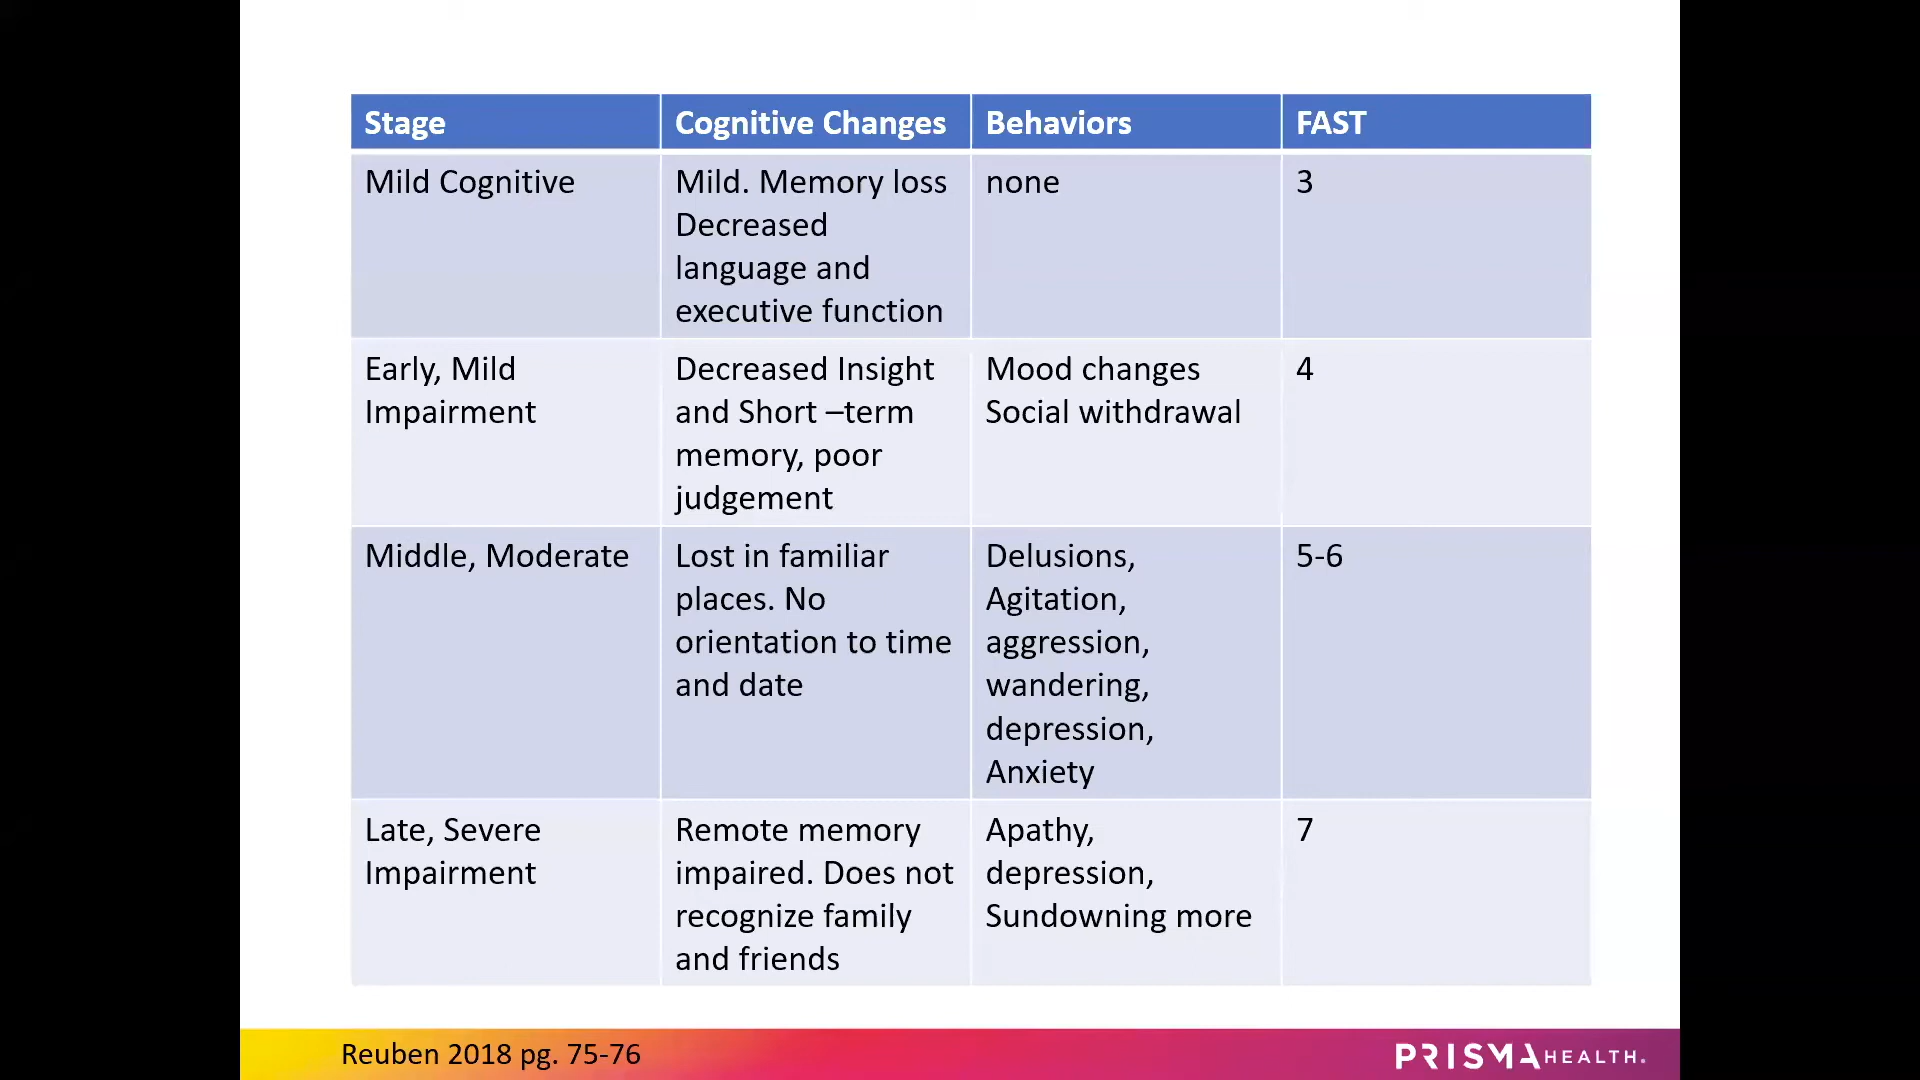 Stage
Cognitive Changes
Behaviors
FAST
Mild Cognitive
Mild. Memory loss
Decreased
language and
executive function
none
3
Early, Mild
Impairment
Decreased Insight
and Short –term
memory, poor
judgement
Mood changes
Social withdrawal
4
Middle, Moderate
Lost in familiar
places. No
orientation to time
and date
Delusions,
Agitation,
aggression,
wandering,
depression,
Anxiety
5-6
Late, Severe
Impairment
Remote memory
impaired. Does not
recognize family
and friends
Apathy,
depression,
Sundowning more
7
Reuben 2018 pg. 75-76
PRISMA HEALTH.